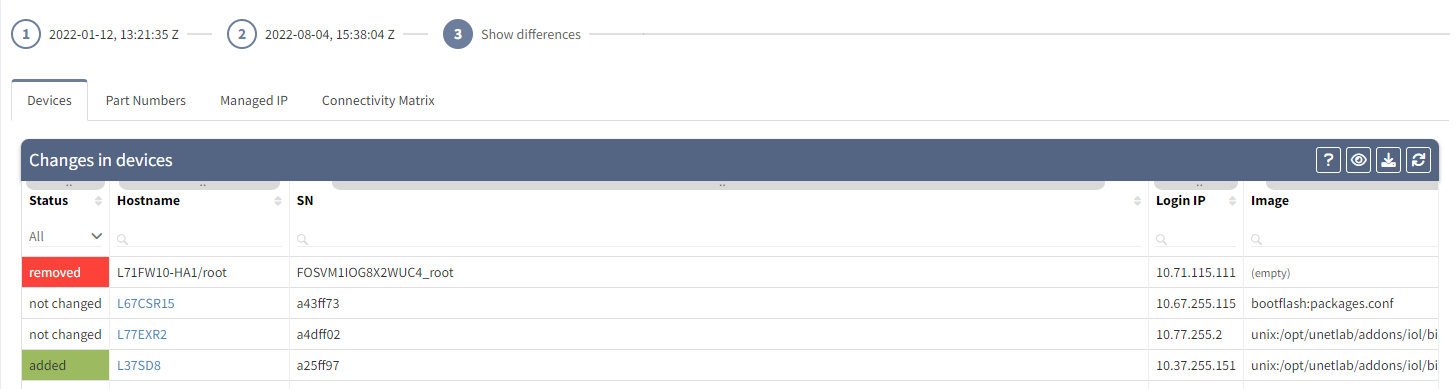 1 2022-01-12, 13:21:35 Z 2 2022-08-04, 15:38:04 Z 3 Show differences
Devices Part Numbers Managed IP Connectivity Matrix
Changes in devices ?
Status Hostname SN Login IP Image
All
removed L71FW10-HA1/root FOSVM1IOG8X2WUC4_root 10.71.115.111 (empty)
not changed L67CSR15 a43ff73 10.67.255.115 bootflash:packages.conf
not changed L77EXR2 a4dff02 10.77.255.2 unix:/opt/unetlab/addons/iol/bi
added L37SD8 a25ff97 10.37.255.151 unix:/opt/unetlab/addons/iol/bi